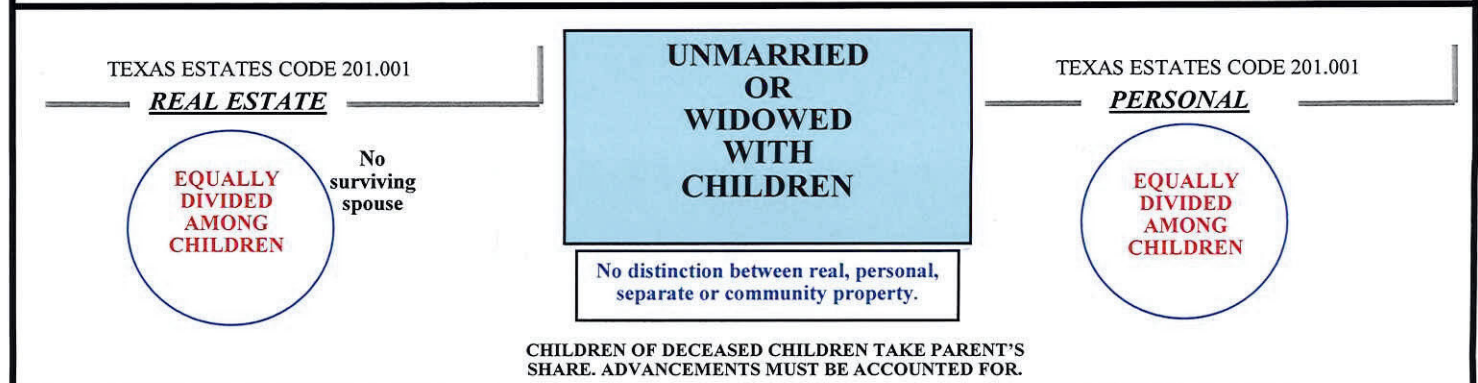 TEXAS ESTATES CODE 201.001
REAL ESTATE
EQUALLY
DIVIDED
AMONG
CHILDREN
No
surviving
spouse
UNMARRIED
OR
WIDOWED
WITH
CHILDREN
No distinction between real, personal,
separate or community property.
TEXAS ESTATES CODE 201.001
PERSONAL
EQUALLY
DIVIDED
AMONG
CHILDREN
CHILDREN OF DECEASED CHILDREN TAKE PARENT'S
SHARE. ADVANCEMENTS MUST BE ACCOUNTED FOR.